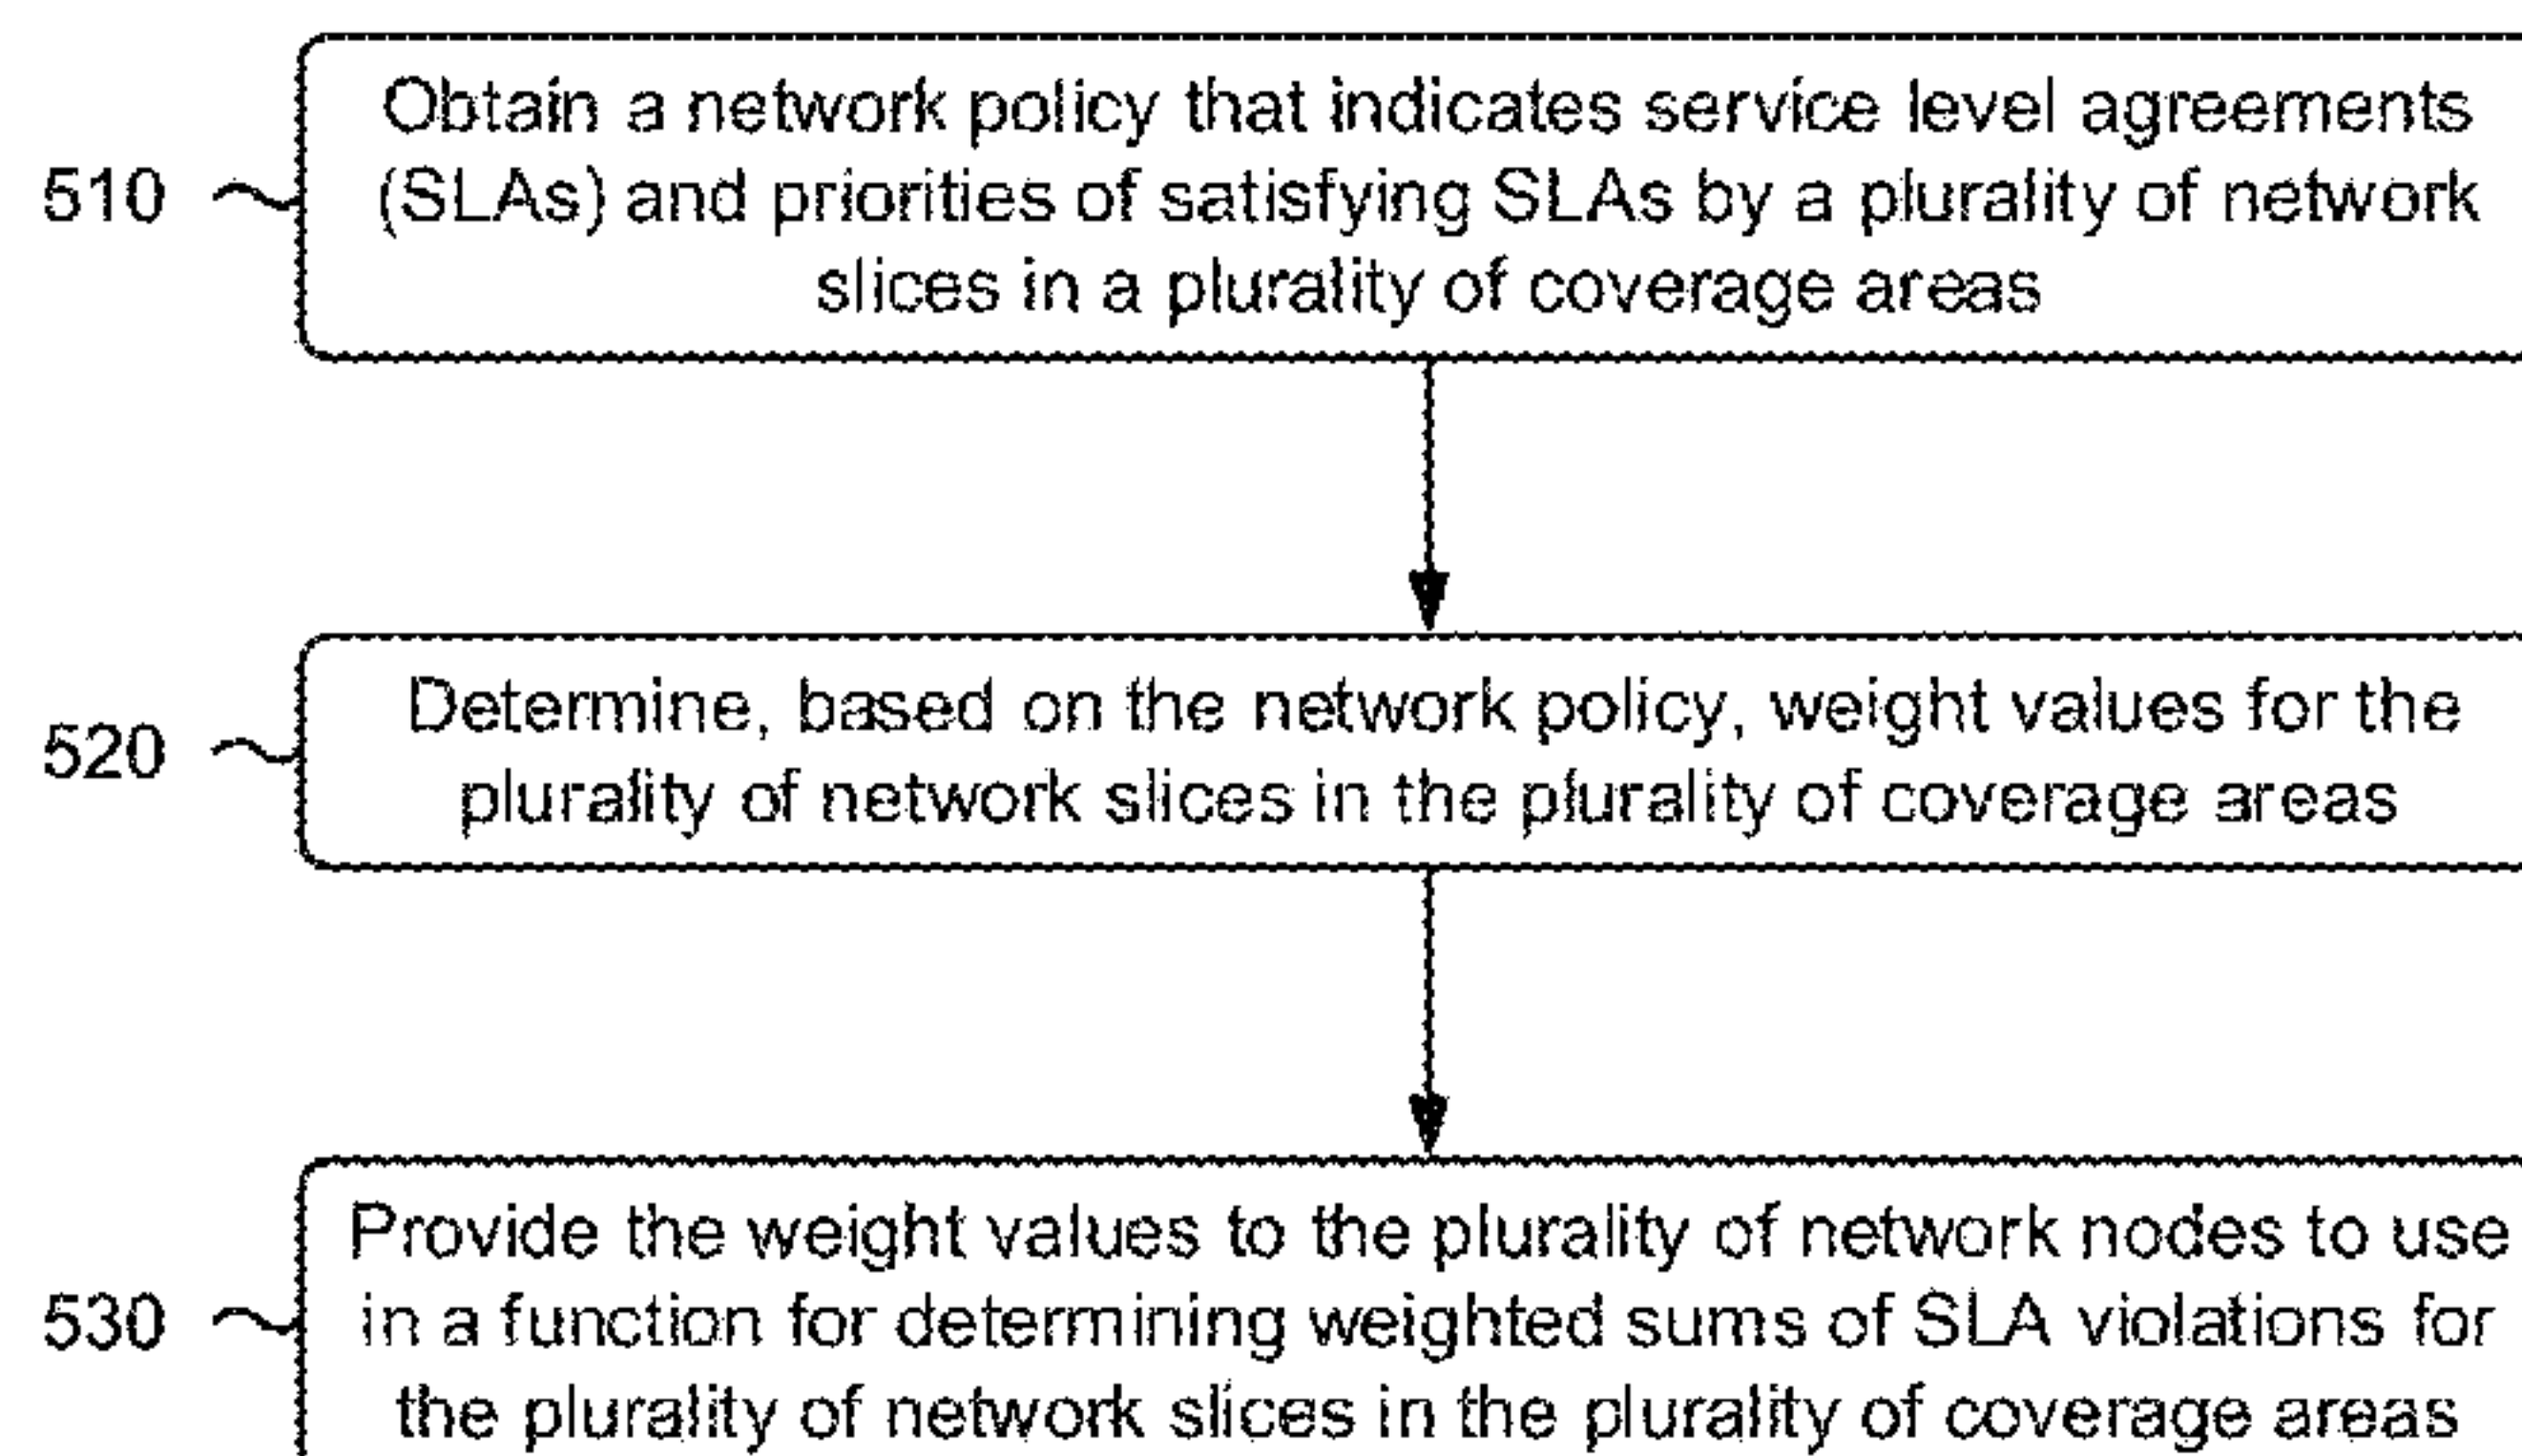 Obtain a network policy that indicates service level agreements
510 (SLAs) and priorities of satisfying SLAs by a plurality of network
slices in a plurality of coverage areas
Determine, based on the network policy, weight values for the
520 plurality of network slices in the plurality of coverage areas
Provide the weight values to the plurality of network nodes to use
530 in a function for determining weighted sums of SLA violations for
the plurality of network slices in the plurality of coverage areas